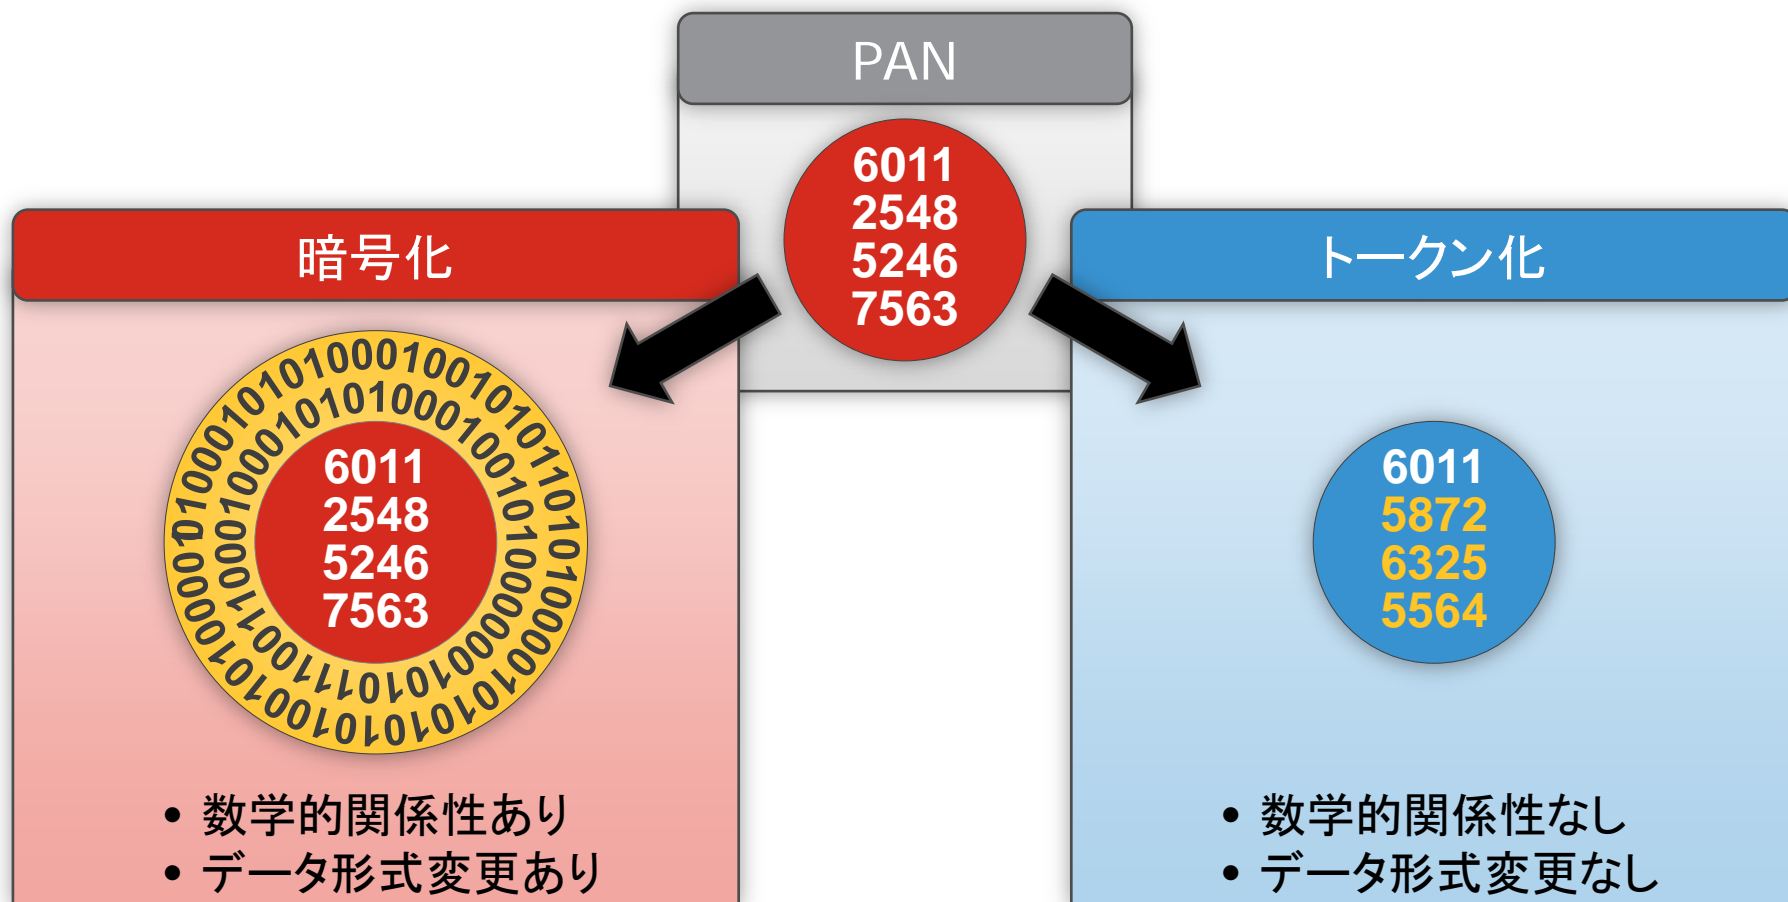 PAN
6011
2548
5246
7563
暗号化
6011
2548
5246
7563
• 数学的関係性あり
• データ形式変更あり
トークン化
6011
5872
6325
5564
• 数学的関係性なし
• データ形式変更なし